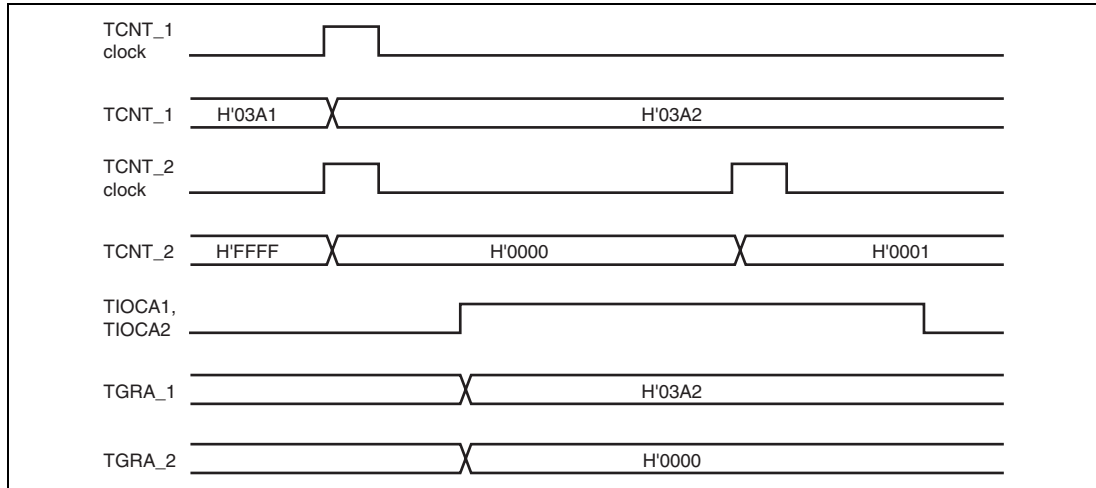 TCNT_1
clock
TCNT_1
H'03A1
H'03A2
TCNT_2
clock
TCNT_2
H'FFFF
H'0000
H'0001
TIOCA1,
TIOCA2
TGRA_1
H'03A2
TGRA_2
H'0000